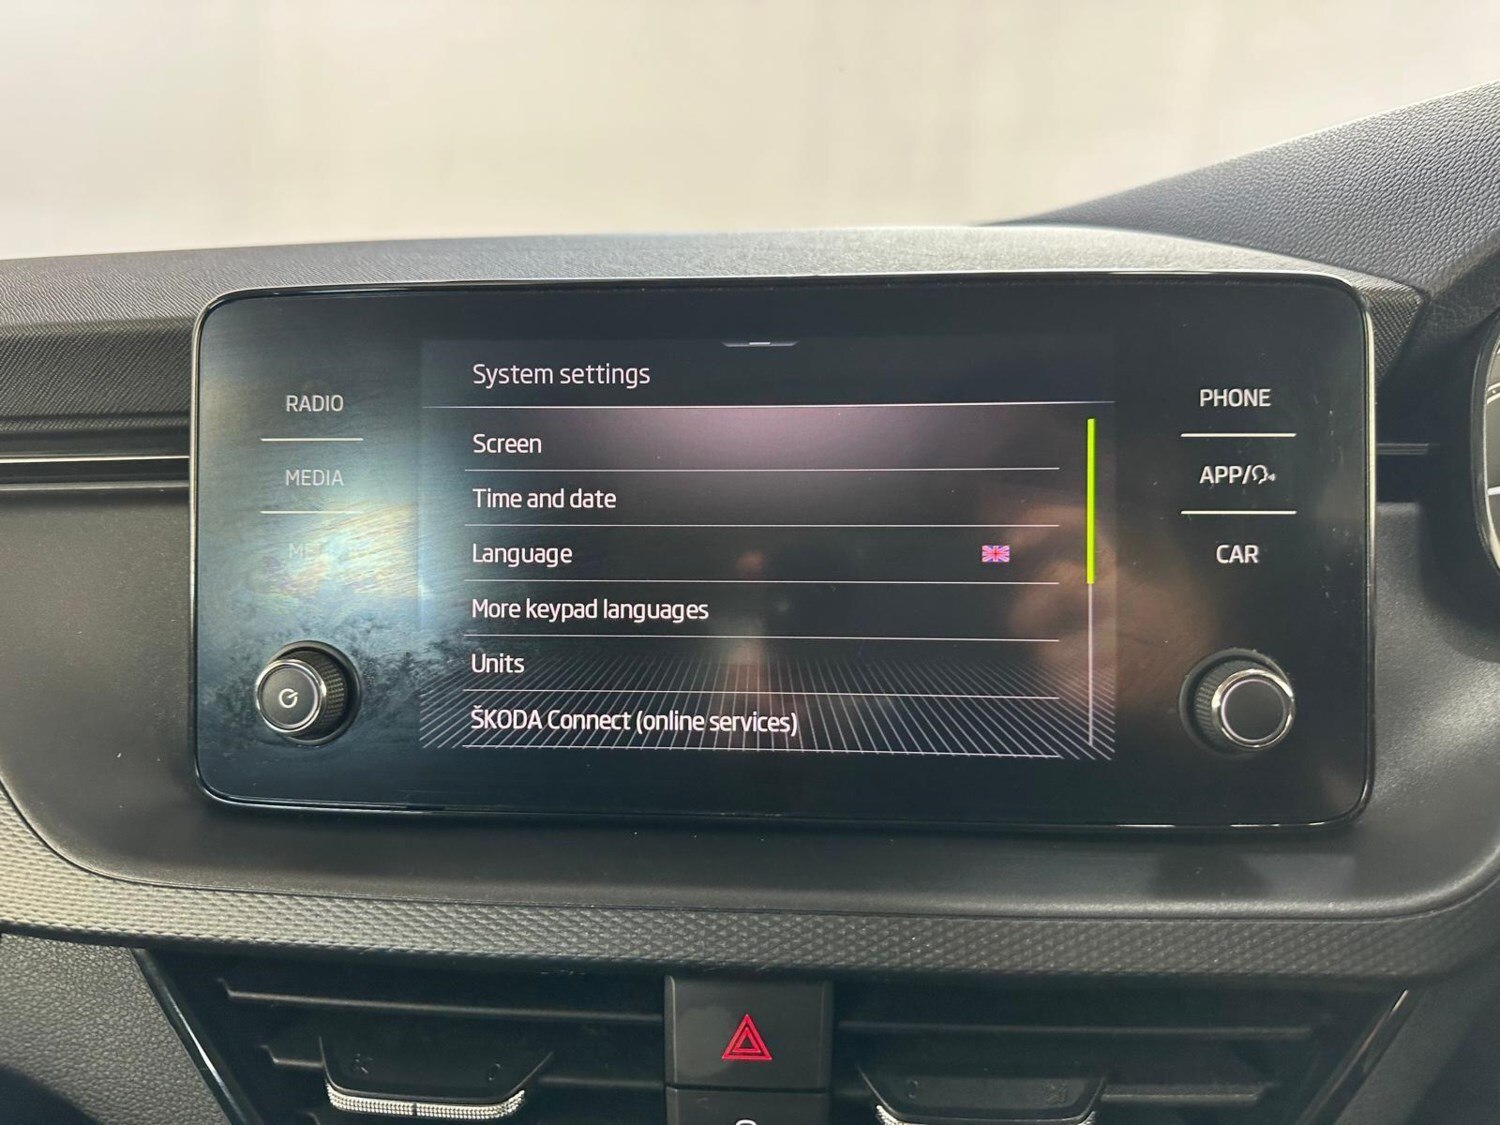 System settings
RADIO
MEDIA
Screen
Time and date
Language
More keypad languages
Units
ŠKODA Connect (online services)
PHONE
APP/
CAR